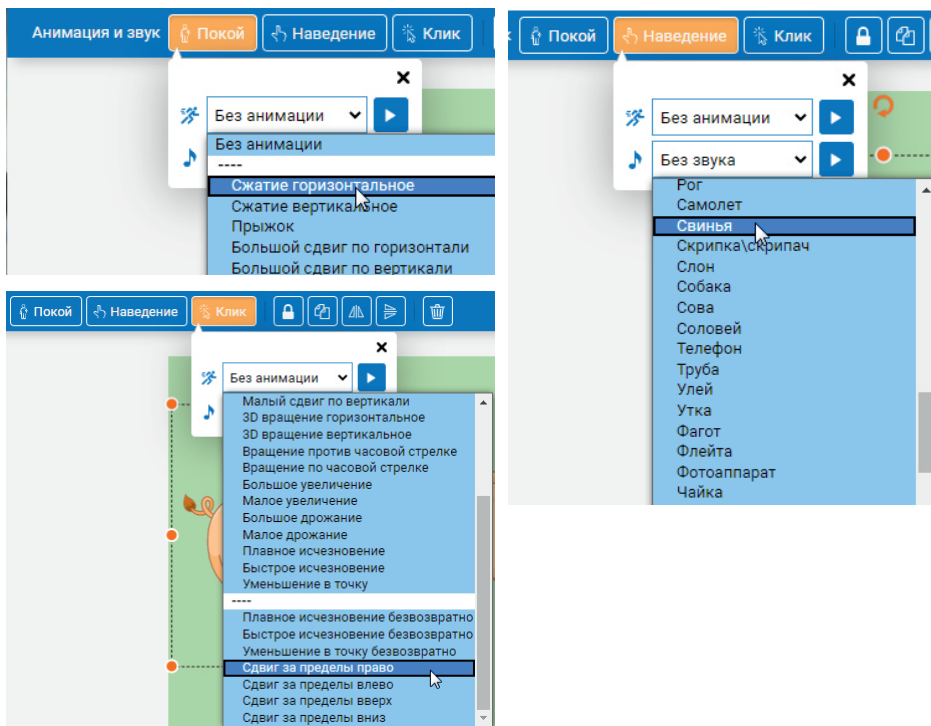 Анимация и звук Покой Наведение Клик
Без анимации
Без анимации
----
Сжатие горизонтальное
Сжатие вертикальное
Прыжок
Большой сдвиг по горизонтали
Большой сдвиг по вертикали
Покой Наведение Клик
Без анимации
Без звука
Рог
Самолет
Свинья
Скрипка\скрипач
Слон
Собака
Сова
Соловей
Телефон
Труба
Улей
Утка
Фагот
Флейта
Фотоаппарат
Чайка
Покой Наведение Клик
Без анимации
Малый сдвиг по вертикали
3D вращение горизонтальное
3D вращение вертикальное
Вращение против часовой стрелке
Вращение по часовой стрелке
Большое увеличение
Малое увеличение
Большое дрожание
Малое дрожание
Плавное исчезновение
Быстрое исчезновение
Уменьшение в точку
----
Плавное исчезновение безвозвратно
Быстрое исчезновение безвозвратно
Уменьшение в точку безвозвратно
Сдвиг за пределы право
Сдвиг за пределы влево
Сдвиг за пределы вверх
Сдвиг за пределы вниз